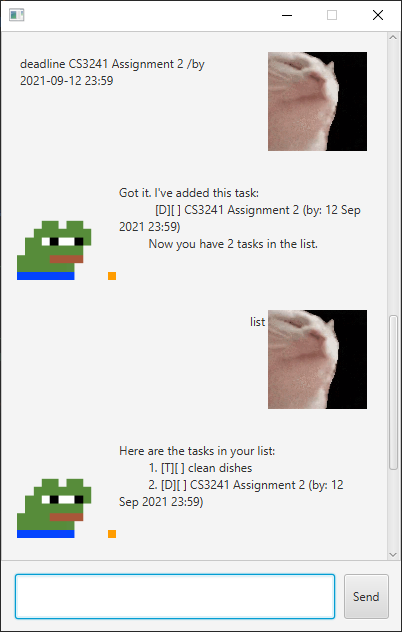 deadline CS3241 Assignment 2 /by
2021-09-12 23:59
Got it. I've added this task:
[D][ ] CS3241 Assignment 2 (by: 12 Sep
2021 23:59)
Now you have 2 tasks in the list.
list
Here are the tasks in your list:
1. [T][ ] clean dishes
2. [D][ ] CS3241 Assignment 2 (by: 12
Sep 2021 23:59)
Send